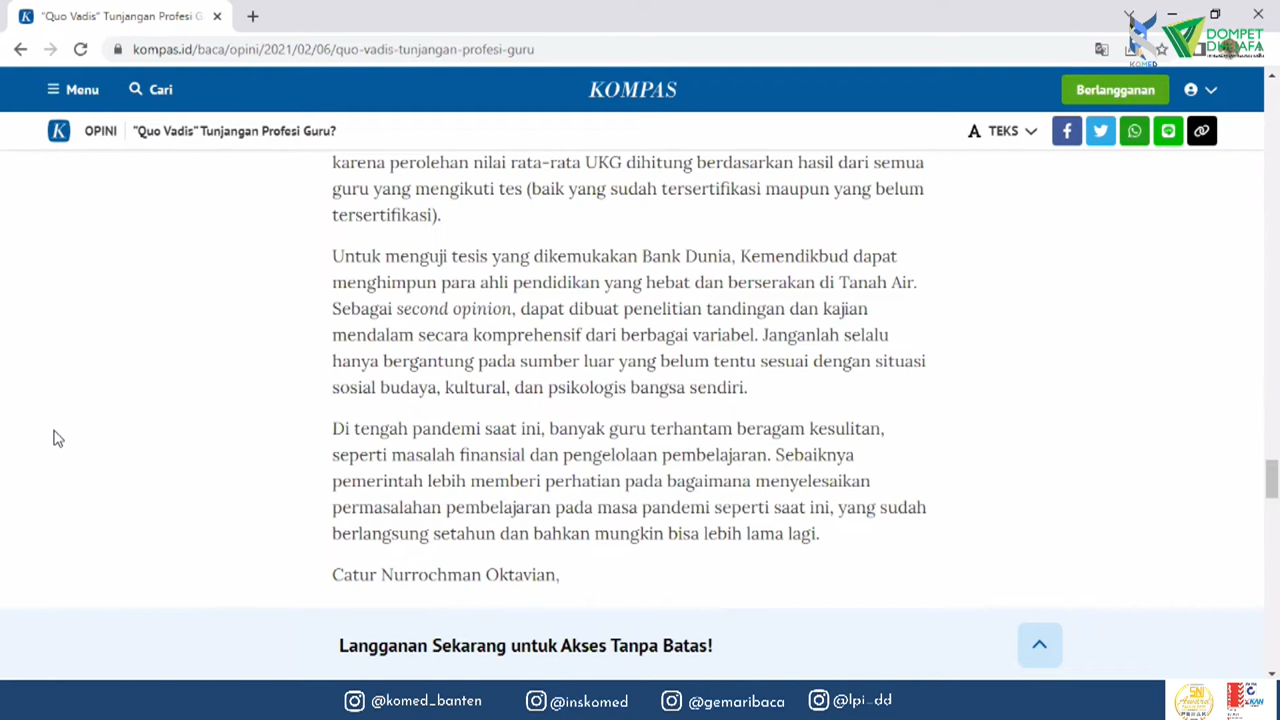 "Quo Vadis" Tunjangan Profesi G
kompas.id/baca/opini/2021/02/06/quo-vadis-tunjangan-profesi-guru
KOMED
DOMPET
DHUAFA
Menu
Cari
KOMPAS
Berlangganan
OPINI
"Quo Vadis" Tunjangan Profesi Guru?
TEKS
karena perolehan nilai rata-rata UKG dihitung berdasarkan hasil dari semua
guru yang mengikuti tes (baik yang sudah tersertifikasi maupun yang belum
tersertifikasi).
Untuk menguji tesis yang dikemukakan Bank Dunia, Kemendikbud dapat
menghimpun para ahli pendidikan yang hebat dan berserakan di Tanah Air.
Sebagai second opinion, dapat dibuat penelitian tandingan dan kajian
mendalam secara komprehensif dari berbagai variabel. Janganlah selalu
hanya bergantung pada sumber luar yang belum tentu sesuai dengan situasi
sosial budaya, kultural, dan psikologis bangsa sendiri.
Di tengah pandemi saat ini, banyak guru terhantam beragam kesulitan,
seperti masalah finansial dan pengelolaan pembelajaran. Sebaiknya
pemerintah lebih memberi perhatian pada bagaimana menyelesaikan
permasalahan pembelajaran pada masa pandemi seperti saat ini, yang sudah
berlangsung setahun dan bahkan mungkin bisa lebih lama lagi.
Catur Nurrochman Oktavian,
Langganan Sekarang untuk Akses Tanpa Batas!
@komed_banten
@inskomed
@gemaribaca
@lpi_dd
SNI
Award
PERAK
KAN